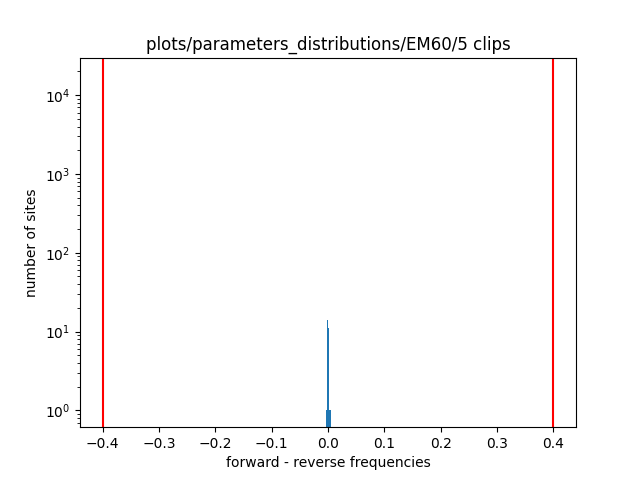 plots/parameters_distributions/EM60/5 clips
10⁴
10³
10²
10¹
10⁰
number of sites
−0.4 −0.3 −0.2 −0.1 0.0 0.1 0.2 0.3 0.4
forward - reverse frequencies